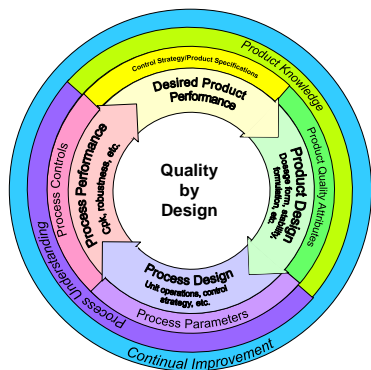 Product Knowledge
Control Strategy/Product Specifications
Desired Product
Performance
Product Quality Attributes
Product Design
Dosage form, stability,
formulation, etc.
Quality
by
Design
Process Performance
Cpk, robustness, etc.
Process Controls
Process Understanding
Process Design
Unit operations, control
strategy, etc.
Process Parameters
Continual Improvement